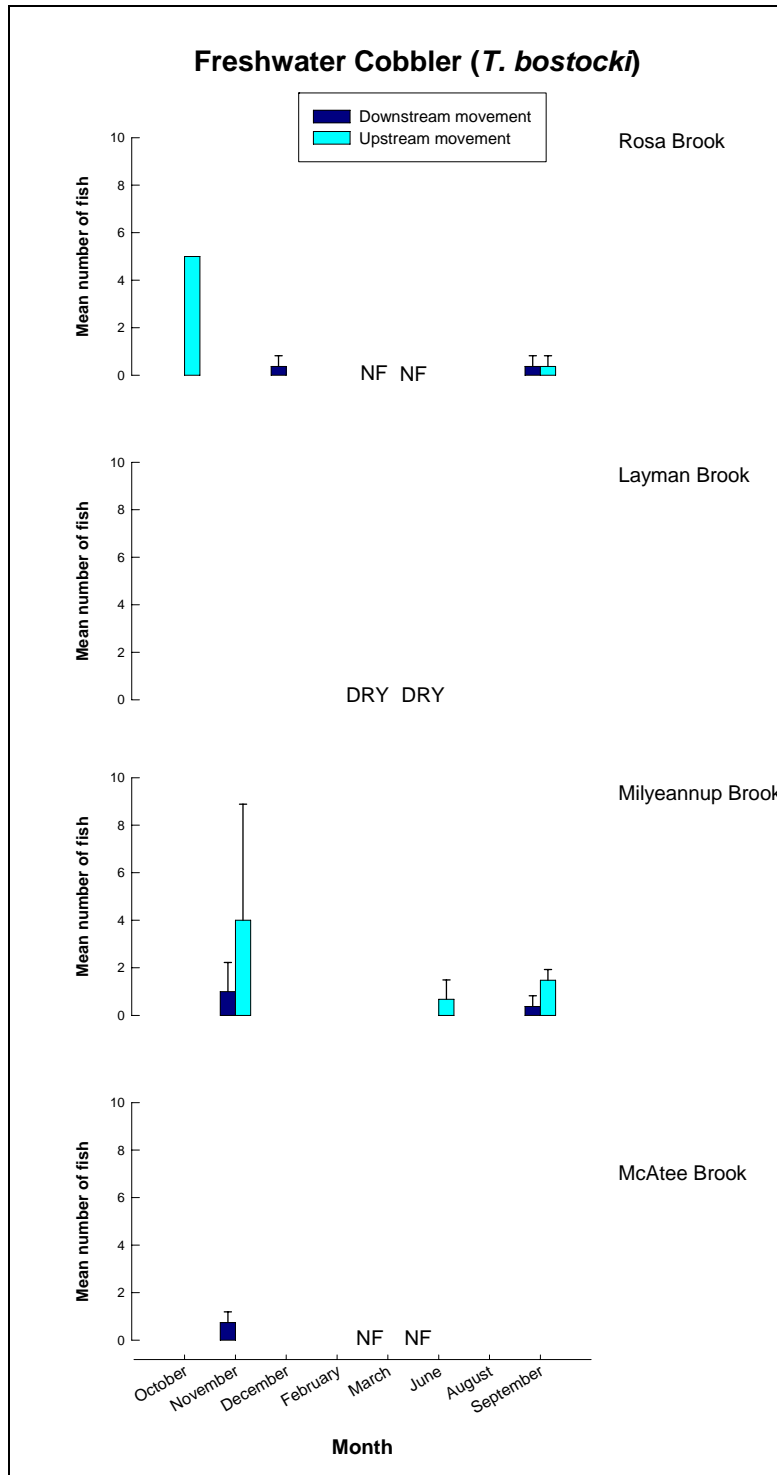 Freshwater Cobbler (T. bostocki)
Downstream movement
Upstream movement
Rosa Brook
10
8
6
4
2
0
Mean number of fish
NF NF
Layman Brook
10
8
6
4
2
0
Mean number of fish
DRY DRY
Milyeannup Brook
10
8
6
4
2
0
Mean number of fish
McAtee Brook
10
8
6
4
2
0
Mean number of fish
NF NF
October November December February March June August September
Month